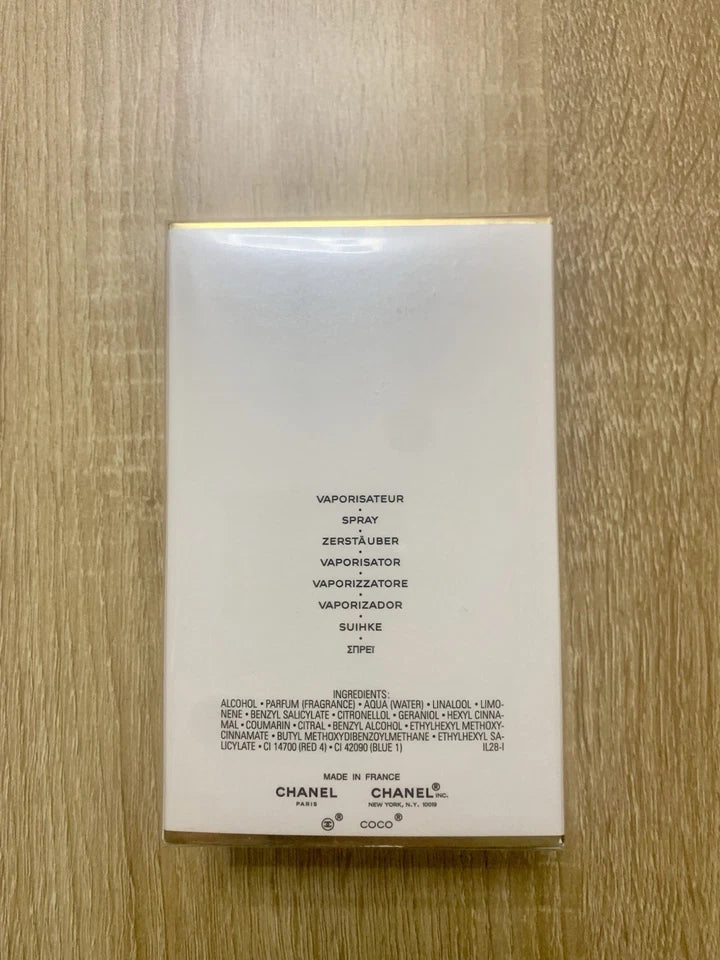 VAPORISATEUR
•
SPRAY
•
ZERSTÄUBER
•
VAPORISATOR
•
VAPORIZZATORE
•
VAPORIZADOR
•
SUIHKE
•
ΣΠΡΕΪ
INGREDIENTS:
ALCOHOL • PARFUM (FRAGRANCE) • AQUA (WATER) • LINALOOL • LIMO-
NENE • BENZYL SALICYLATE • CITRONELLOL • GERANIOL • HEXYL CINNA-
MAL • COUMARIN • CITRAL • BENZYL ALCOHOL • ETHYLHEXYL METHOXY-
CINNAMATE • BUTYL METHOXYDIBENZOYLMETHANE • ETHYLHEXYL SA-
LICYLATE • CI 14700 (RED 4) • CI 42090 (BLUE 1) IL28-I
MADE IN FRANCE
CHANEL CHANEL® INC.
PARIS NEW YORK, N.Y. 10019
® COCO®